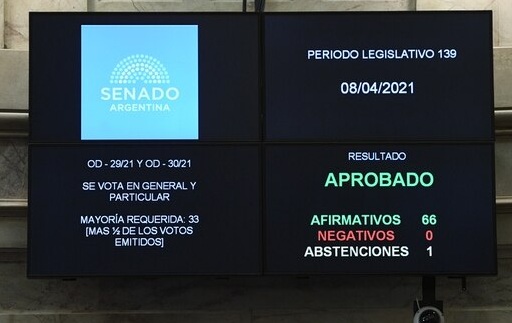 SENADO
ARGENTINA
PERIODO LEGISLATIVO 139
08/04/2021
OD - 29/21 Y OD - 30/21
SE VOTA EN GENERAL Y
PARTICULAR
MAYORÍA REQUERIDA: 33
[MAS ½ DE LOS VOTOS
EMITIDOS]
RESULTADO
APROBADO
AFIRMATIVOS 66
NEGATIVOS 0
ABSTENCIONES 1